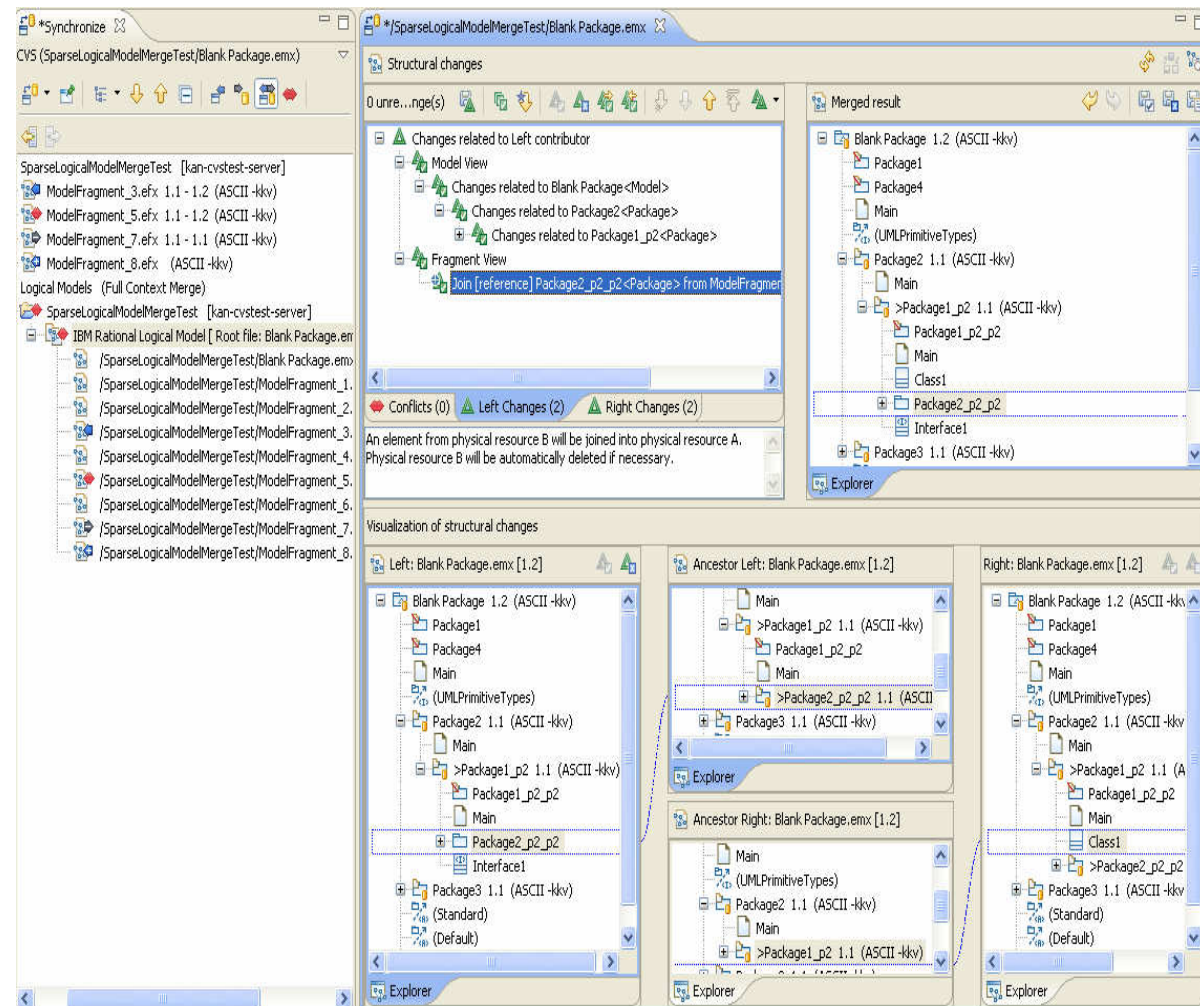 *Synchronize
CVS (SparseLogicalModelMergeTest/Blank Package.emx)
SparseLogicalModelMergeTest [kan-cvstest-server]
ModelFragment_3.efx 1.1 - 1.2 (ASCII -kkv)
ModelFragment_5.efx 1.1 - 1.2 (ASCII -kkv)
ModelFragment_7.efx 1.1 - 1.1 (ASCII -kkv)
ModelFragment_8.efx (ASCII -kkv)
Logical Models (Full Context Merge)
SparseLogicalModelMergeTest [kan-cvstest-server]
IBM Rational Logical Model [ Root file: Blank Package.em
/SparseLogicalModelMergeTest/Blank Package.emx
/SparseLogicalModelMergeTest/ModelFragment_1.
/SparseLogicalModelMergeTest/ModelFragment_2.
/SparseLogicalModelMergeTest/ModelFragment_3.
/SparseLogicalModelMergeTest/ModelFragment_4.
/SparseLogicalModelMergeTest/ModelFragment_5.
/SparseLogicalModelMergeTest/ModelFragment_6.
/SparseLogicalModelMergeTest/ModelFragment_7.
/SparseLogicalModelMergeTest/ModelFragment_8.
*/SparseLogicalModelMergeTest/Blank Package.emx
Structural changes
0 unre...nge(s)
Changes related to Left contributor
Model View
Changes related to Blank Package<Model>
Changes related to Package2<Package>
Changes related to Package1_p2<Package>
Fragment View
Join [reference] Package2_p2_p2<Package> from ModelFragmen
Conflicts (0)
Left Changes (2)
Right Changes (2)
An element from physical resource B will be joined into physical resource A.
Physical resource B will be automatically deleted if necessary.
Merged result
Blank Package 1.2 (ASCII -kkv)
Package1
Package4
Main
(UMLPrimitiveTypes)
Package2 1.1 (ASCII -kkv)
Main
>Package1_p2 1.1 (ASCII -kkv)
Package1_p2_p2
Main
Class1
Package2_p2_p2
Interface1
Package3 1.1 (ASCII -kkv)
Explorer
Visualization of structural changes
Left: Blank Package.emx [1.2]
Blank Package 1.2 (ASCII -kkv)
Package1
Package4
Main
(UMLPrimitiveTypes)
Package2 1.1 (ASCII -kkv)
Main
>Package1_p2 1.1 (ASCII -kkv)
Package1_p2_p2
Main
Package2_p2_p2
Interface1
Package3 1.1 (ASCII -kkv)
(Standard)
(Default)
Explorer
Ancestor Left: Blank Package.emx [1.2]
Main
>Package1_p2 1.1 (ASCII -kkv)
Package1_p2_p2
Main
>Package2_p2_p2 1.1 (ASCII
Package3 1.1 (ASCII -kkv)
Explorer
Ancestor Right: Blank Package.emx [1.2]
Main
(UMLPrimitiveTypes)
Package2 1.1 (ASCII -kkv)
Main
>Package1_p2 1.1 (ASCII -kkv)
Explorer
Right: Blank Package.emx [1.2]
Blank Package 1.2 (ASCII -kkv
Package1
Package4
Main
(UMLPrimitiveTypes)
Package2 1.1 (ASCII -kkv
Main
>Package1_p2 1.1 (A
Package1_p2_p2
Main
Class1
>Package2_p2_p2
Package3 1.1 (ASCII -kkv
(Standard)
(Default)
Explorer